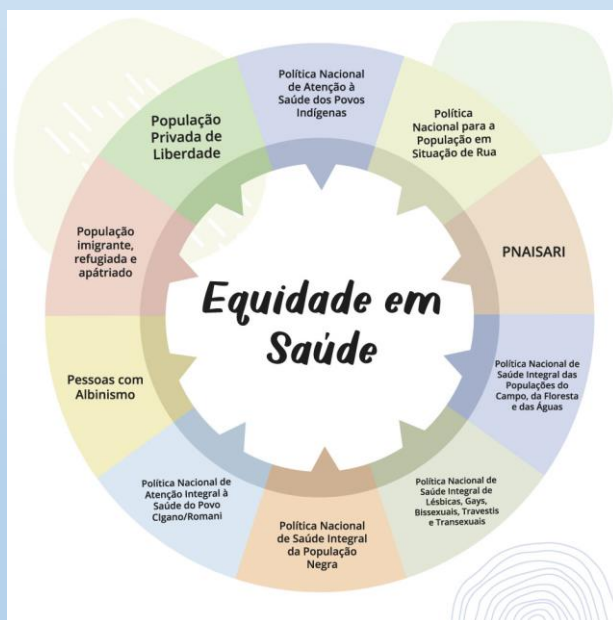 Política Nacional
de Atenção à
Saúde dos Povos
Indígenas
Política
Nacional para a
População em
Situação de Rua
PNAISARI
Política Nacional de
Saúde Integral das
Populações do
Campo, da Floresta
e das Águas
Política Nacional de
Saúde Integral de
Lésbicas, Gays,
Bissexuais, Travestis
e Transexuais
Política Nacional
de Saúde Integral
da População
Negra
Política Nacional de
Atenção Integral à
Saúde do Povo
CIgano/Romani
Pessoas com
Albinismo
População
imigrante,
refugiada e
apátriado
População
Privada de
Liberdade
Equidade em
Saúde